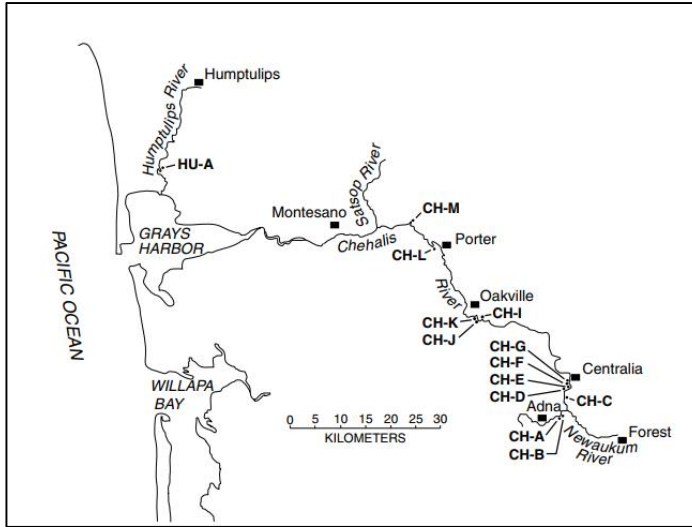 Humptulips
Humptulips River
HU-A
Satsop River
Montesano
CH-M
GRAYS
HARBOR
Chehalis
River
Porter
CH-L
PACIFIC OCEAN
Oakville
CH-K
CH-I
CH-J
CH-G
CH-F
CH-E
CH-D
Centralia
WILLAPA
BAY
CH-C
Adna
0 5 10 15 20 25 30
KILOMETERS
CH-A
CH-B
Newaukum
River
Forest